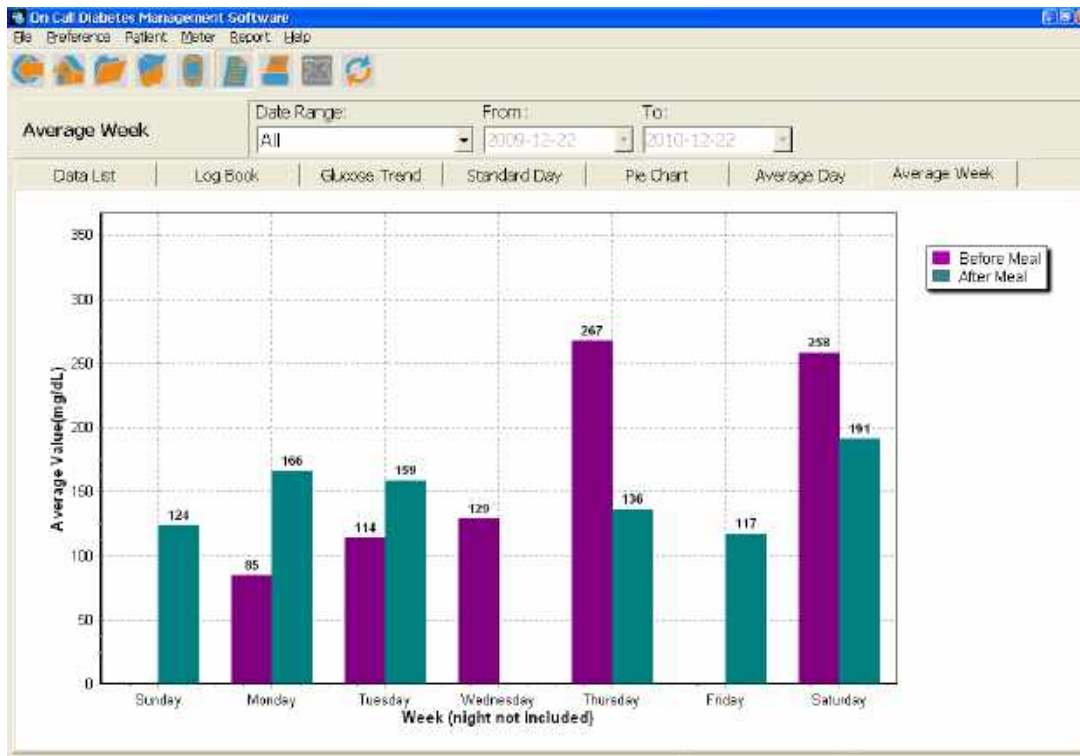 On Call Diabetes Management Software
File Preference Patient Meter Report Help
Average Week
Date Range: From: To:
All 2009-12-22 2010-12-22
Data List Log Book Glucose Trend Standard Day Pie Chart Average Day Average Week
Before Meal
After Meal
350
300
250
200
150
100
50
0
Average Value(mg/dL)
124
85
166
114
159
129
267
136
117
258
191
Sunday Monday Tuesday Wednesday Thursday Friday Saturday
Week (night not included)